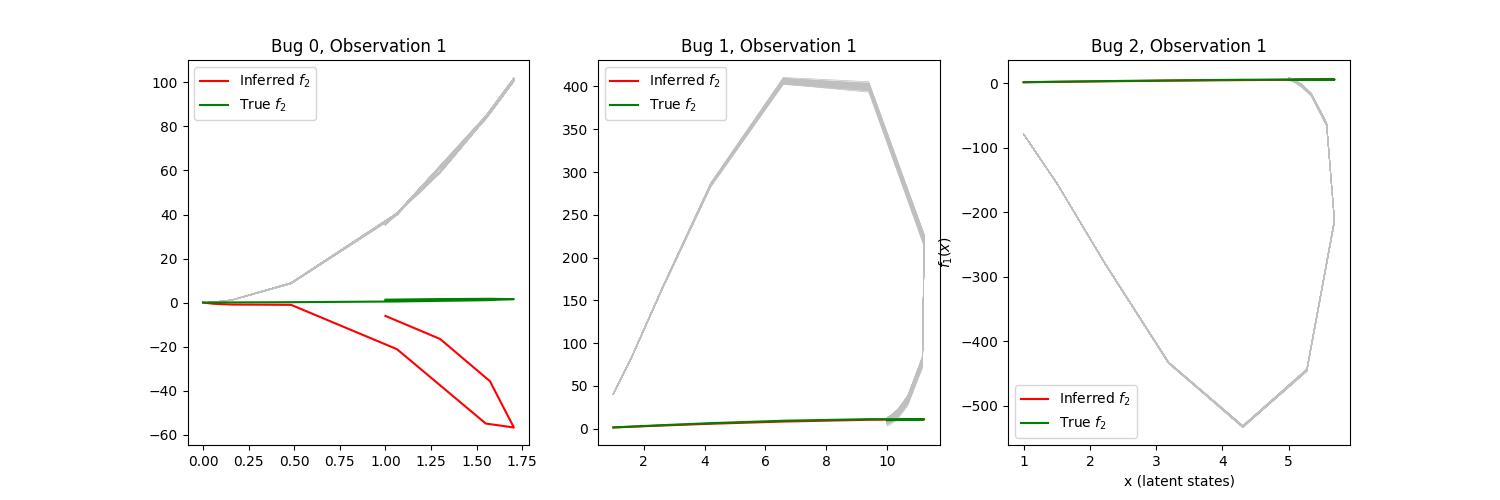 Bug 0, Observation 1
Inferred f₂
True f₂
100
80
60
40
20
0
−20
−40
−60
0.00 0.25 0.50 0.75 1.00 1.25 1.50 1.75
Bug 1, Observation 1
Inferred f₂
True f₂
400
350
300
250
200
150
100
50
0
2 4 6 8 10
Bug 2, Observation 1
f₁(x)
0
−100
−200
−300
−400
−500
Inferred f₂
True f₂
1 2 3 4 5
x (latent states)